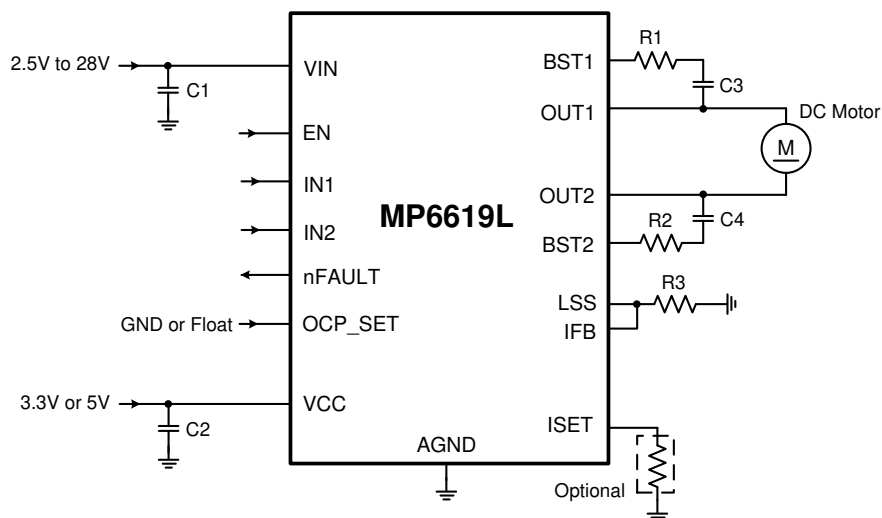 2.5V to 28V
C1
VIN
EN
IN1
IN2
nFAULT
GND or Float
OCP_SET
3.3V or 5V
C2
VCC
MP6619L
AGND
BST1
R1
C3
OUT1
DC Motor
M
OUT2
C4
R2
BST2
LSS
R3
IFB
ISET
Optional